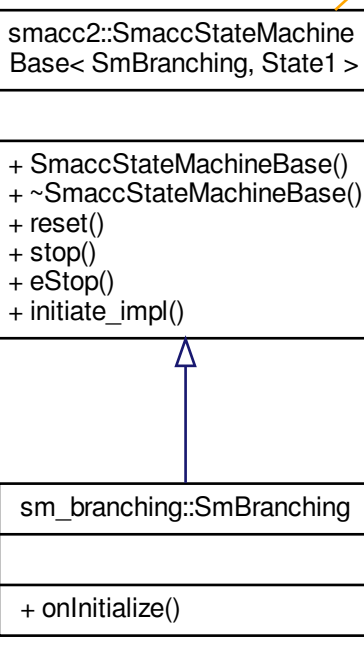 smacc2::SmaccStateMachine
Base< SmBranching, State1 >
+ SmaccStateMachineBase()
+ ~SmaccStateMachineBase()
+ reset()
+ stop()
+ eStop()
+ initiate_impl()
sm_branching::SmBranching
+ onInitialize()